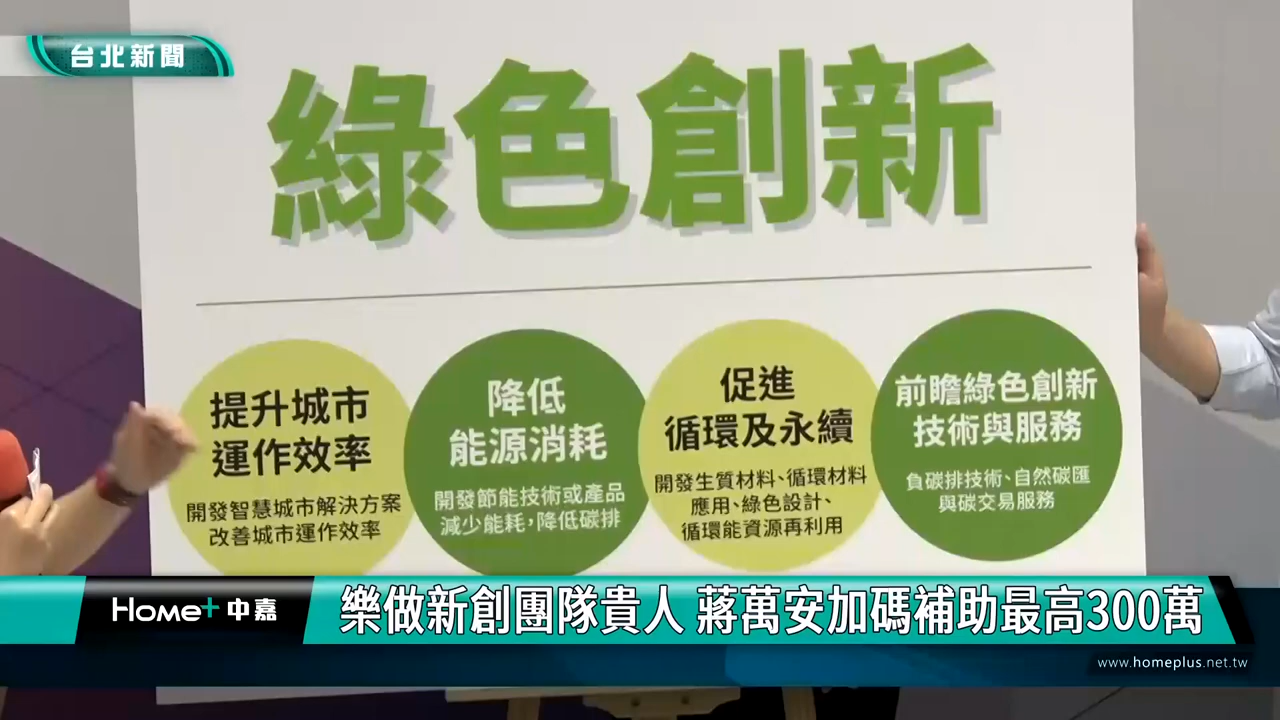 台北新聞
綠色創新
提升城市
運作效率
開發智慧城市解決方案
改善城市運作效率
降低
能源消耗
開發節能技術或產品
減少能耗，降低碳排
促進
循環及永續
開發生質材料、循環材料
應用、綠色設計、
循環能資源再利用
前瞻綠色創新
技術與服務
負碳排技術、自然碳匯
與碳交易服務
Home+中嘉
樂做新創團隊貴人 蔣萬安加碼補助最高300萬
www.homeplus.net.tw